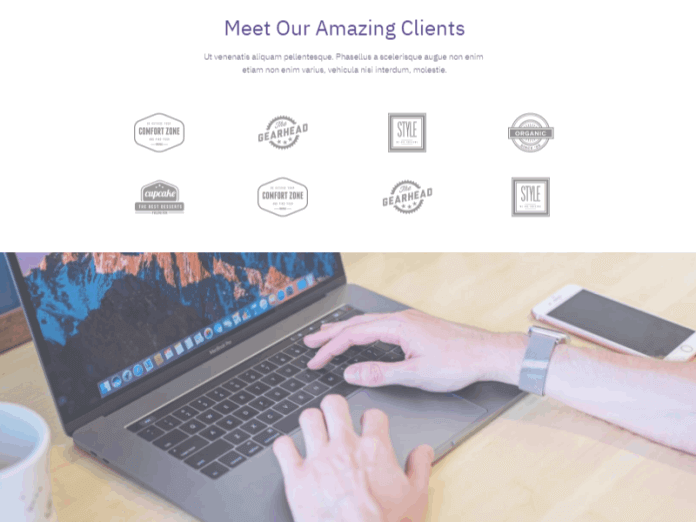 Meet Our Amazing Clients
Ut venenatis aliquam pellentesque. Phasellus a scelerisque augue non enim
etiam non enim varius, vehicula nisi interdum, molestie.
COMFORT ZONE
The
GEARHEAD
STYLE
ORGANIC
cupcake
THE BEST DESSERTS
COMFORT ZONE
The
GEARHEAD
STYLE